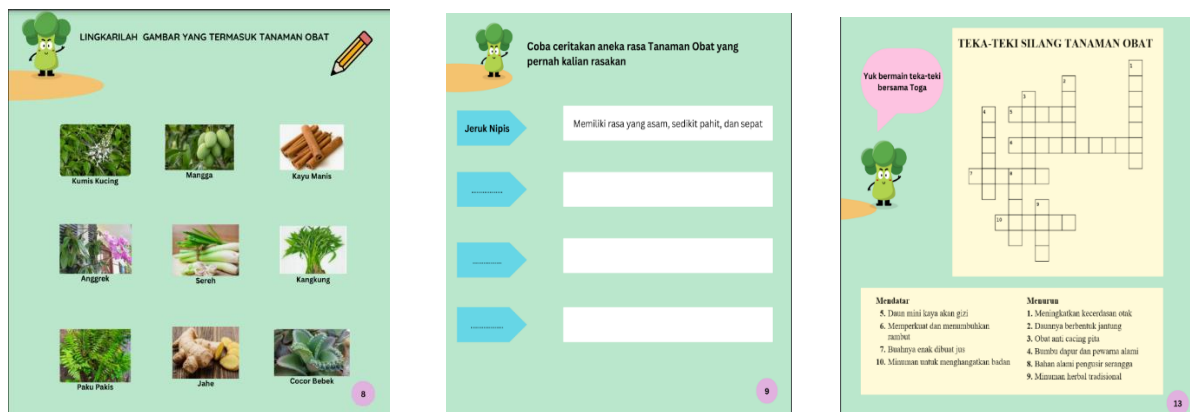 LINGKARILAH GAMBAR YANG TERMASUK TANAMAN OBAT
Kumis Kucing
Mangga
Kayu Manis
Anggrek
Sereh
Kangkung
Paku Pakis
Jahe
Cocor Bebek
8
Coba ceritakan aneka rasa Tanaman Obat yang
pernah kalian rasakan
Jeruk Nipis
Memiliki rasa yang asam, sedikit pahit, dan sepat
..............
..............
..............
9
TEKA-TEKI SILANG TANAMAN OBAT
Yuk bermain teka-teki
bersama Toga
1
2
3
4
5
6
7
8
9
10
Mendatar
5. Daun mini kaya akan gizi
6. Memperkuat dan menumbuhkan
rambut
7. Buahnya enak dibuat jus
10. Minuman untuk menghangatkan badan
Menurun
1. Meningkatkan kecerdasan otak
2. Daunnya berbentuk jantung
3. Obat anti cacing pita
4. Bumbu dapur dan pewarna alami
8. Bahan alami pengusir serangga
9. Minuman herbal tradisional
13